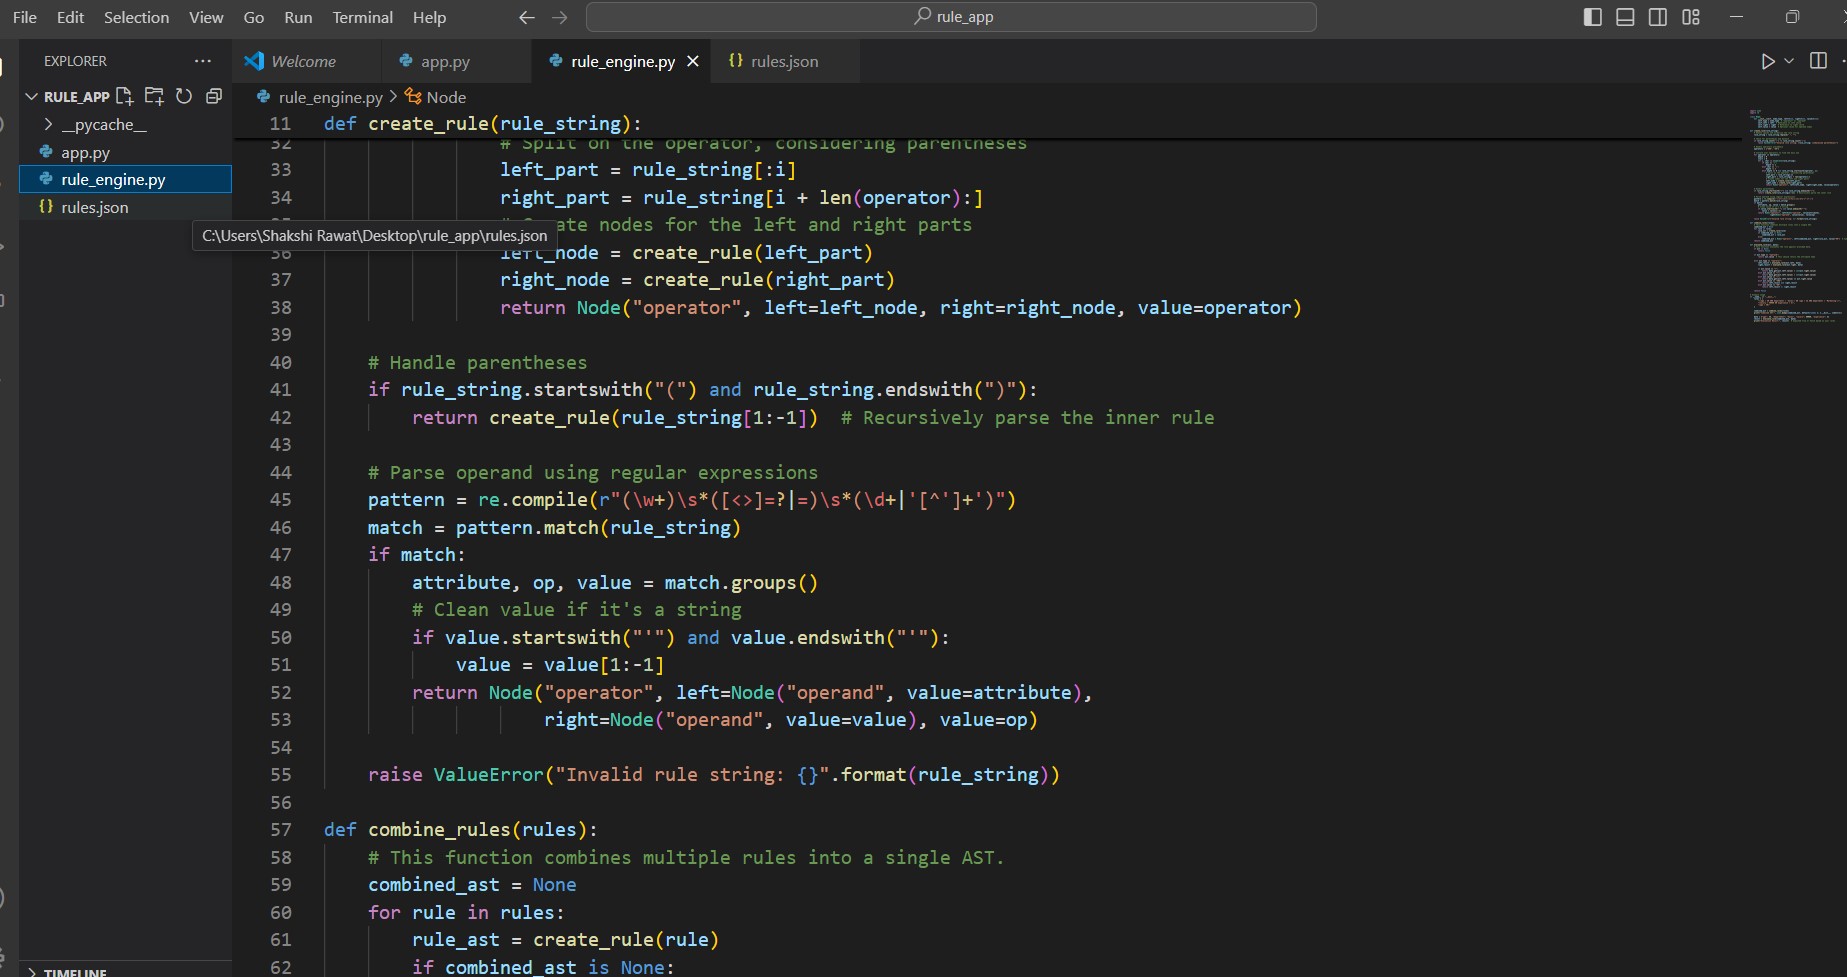 File Edit Selection View Go Run Terminal Help
rule_app
EXPLORER
RULE_APP
__pycache__
app.py
rule_engine.py
rules.json
C:\Users\Shakshi Rawat\Desktop\rule_app\rules.json
TIMELINE
Welcome app.py rule_engine.py rules.json
rule_engine.py > Node
11 def create_rule(rule_string):
32 # Split on the operator, considering parentheses
33 left_part = rule_string[:i]
34 right_part = rule_string[i + len(operator):]
nodes for the left and right parts
36 left_node = create_rule(left_part)
37 right_node = create_rule(right_part)
38 return Node("operator", left=left_node, right=right_node, value=operator)
39
40 # Handle parentheses
41 if rule_string.startswith("(") and rule_string.endswith(")"):
42 return create_rule(rule_string[1:-1])  # Recursively parse the inner rule
43
44 # Parse operand using regular expressions
45 pattern = re.compile(r"(\w+)\s*([<>]=?|=)\s*(\d+|'[^']+')")
46 match = pattern.match(rule_string)
47 if match:
48 attribute, op, value = match.groups()
49 # Clean value if it's a string
50 if value.startswith("'") and value.endswith("'"):
51 value = value[1:-1]
52 return Node("operator", left=Node("operand", value=attribute),
53 right=Node("operand", value=value), value=op)
54
55 raise ValueError("Invalid rule string: {}".format(rule_string))
56
57 def combine_rules(rules):
58 # This function combines multiple rules into a single AST.
59 combined_ast = None
60 for rule in rules:
61 rule_ast = create_rule(rule)
62 if combined_ast is None: